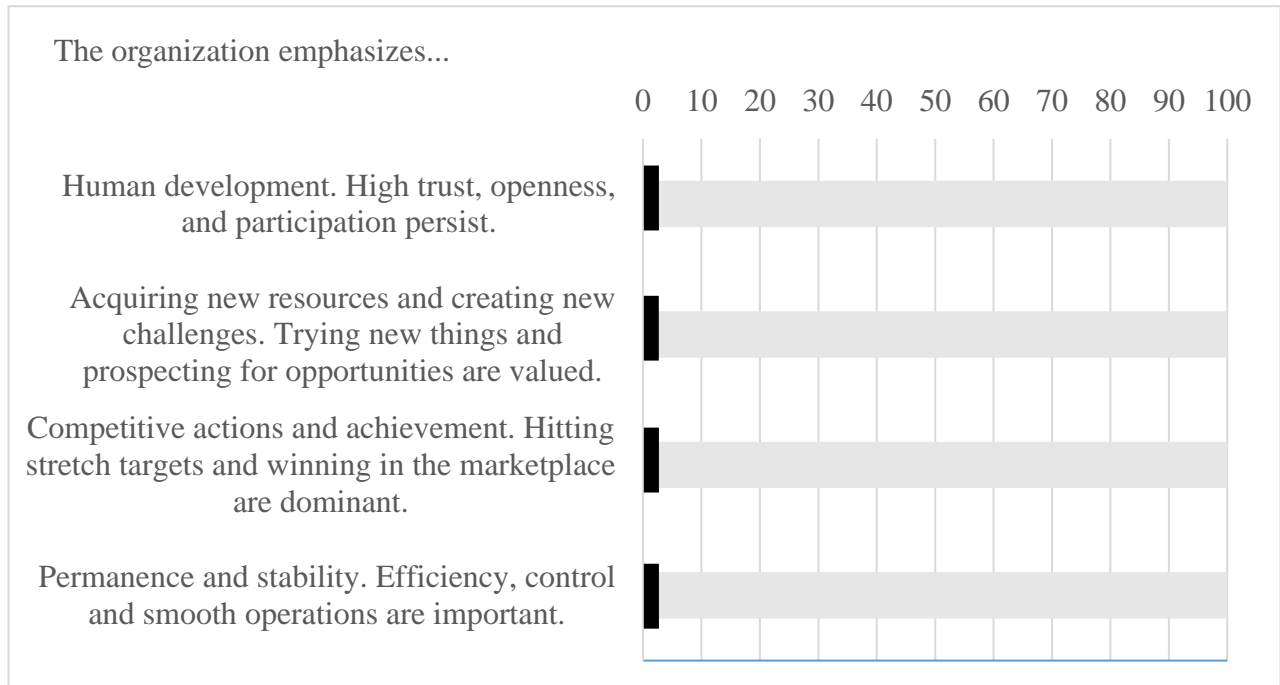 The organization emphasizes...
0 10 20 30 40 50 60 70 80 90 100
Human development. High trust, openness,
and participation persist.
Acquiring new resources and creating new
challenges. Trying new things and
prospecting for opportunities are valued.
Competitive actions and achievement. Hitting
stretch targets and winning in the marketplace
are dominant.
Permanence and stability. Efficiency, control
and smooth operations are important.